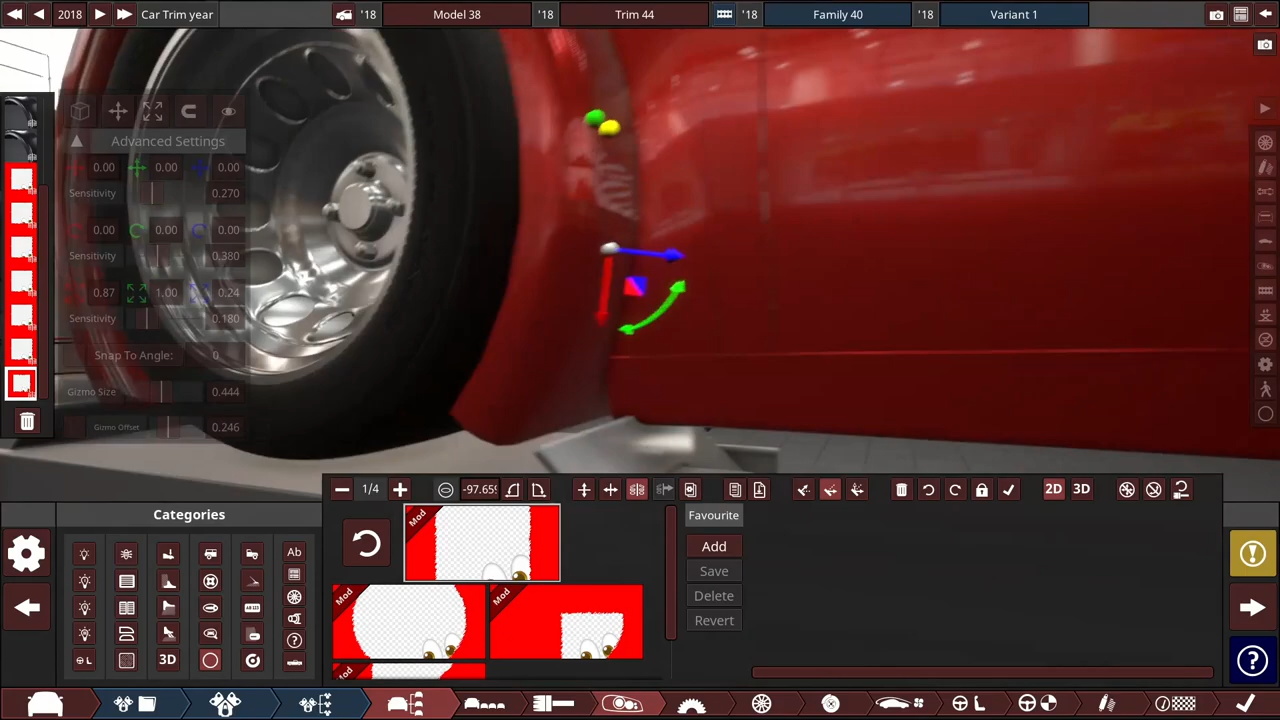 2018 Car Trim year '18 Model 38 '18 Trim 44 '18 Family 40 '18 Variant 1
Advanced Settings
0.00 0.00 0.00
Sensitivity 0.270
0.00 0.00 0.00
Sensitivity 0.380
0.87 1.00 0.24
Sensitivity 0.180
Snap To Angle: 0
Gizmo Size 0.444
Gizmo Offset 0.246
1/4 -97.659 2D 3D
Categories
Ab
L 3D
Mod
Mod Mod
Mod
Favourite
Add
Save
Delete
Revert